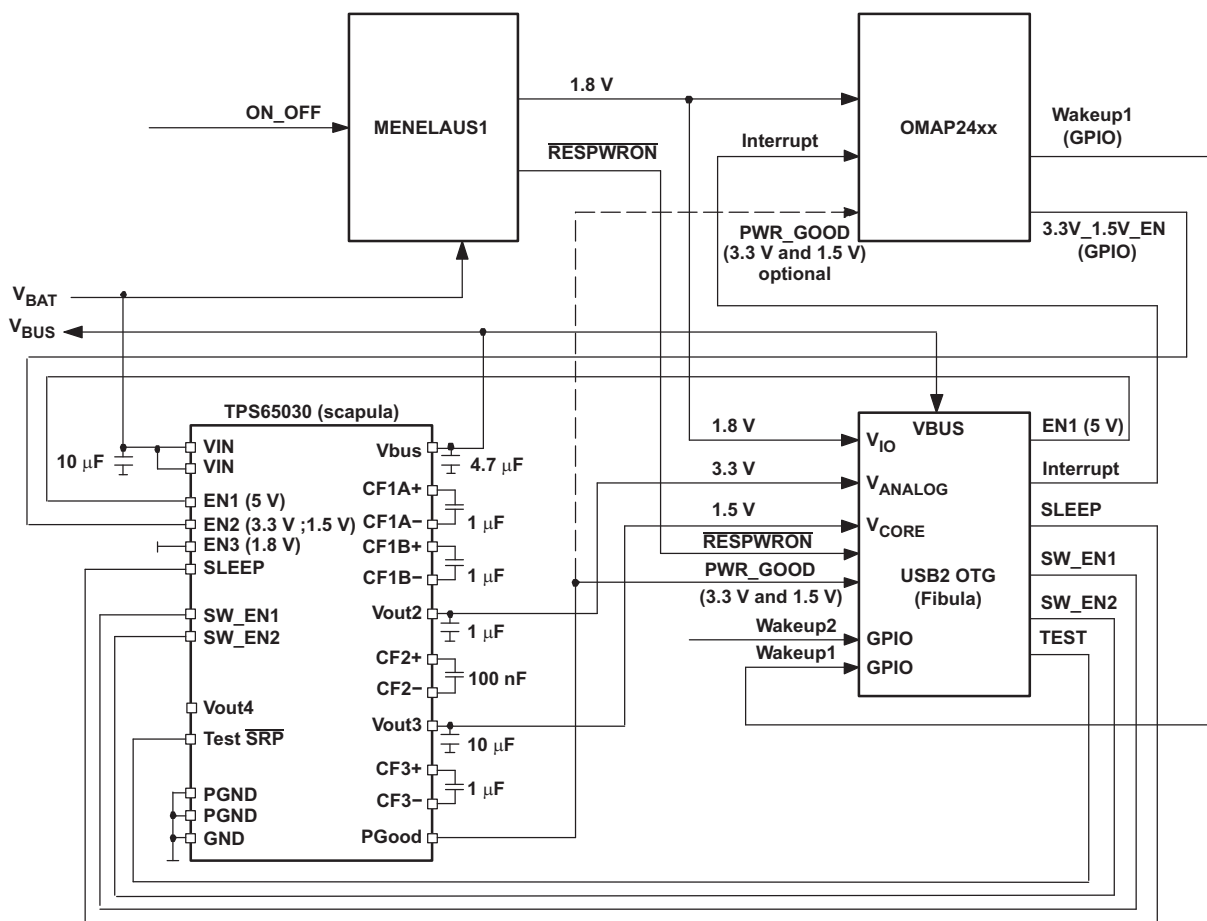 1.8 V
ON_OFF
MENELAUS1
OMAP24xx
Wakeup1
(GPIO)
Interrupt
RESPWRON
PWR_GOOD
(3.3 V and 1.5 V)
optional
3.3V_1.5V_EN
(GPIO)
VBAT
VBUS
TPS65030 (scapula)
VIN
VIN
10 μF
EN1 (5 V)
EN2 (3.3 V ;1.5 V)
EN3 (1.8 V)
SLEEP
SW_EN1
SW_EN2
Vout4
Test SRP
PGND
PGND
GND
Vbus
4.7 μF
CF1A+
CF1A−
1 μF
CF1B+
CF1B−
1 μF
Vout2
1 μF
CF2+
CF2−
100 nF
Vout3
10 μF
CF3+
CF3−
1 μF
PGood
1.8 V
3.3 V
1.5 V
RESPWRON
PWR_GOOD
(3.3 V and 1.5 V)
Wakeup2
Wakeup1
VBUS
VIO
VANALOG
VCORE
USB2 OTG
(Fibula)
GPIO
GPIO
EN1 (5 V)
Interrupt
SLEEP
SW_EN1
SW_EN2
TEST